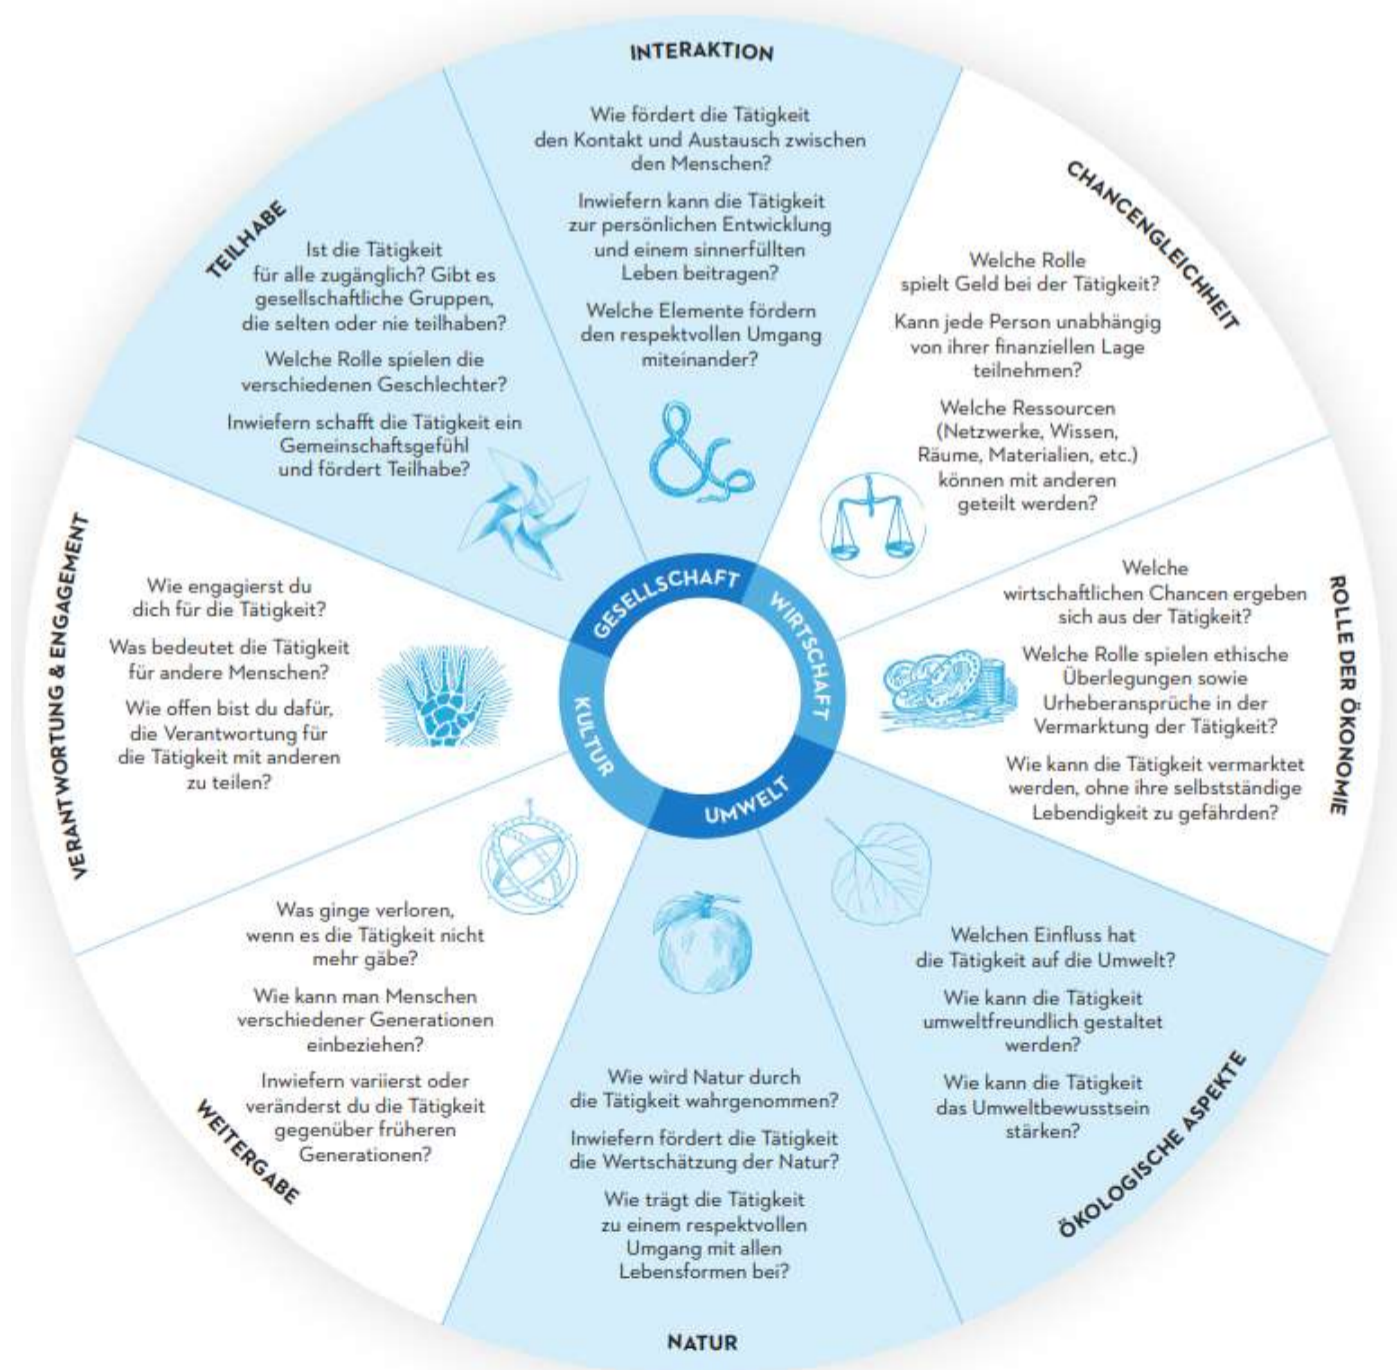 INTERAKTION
Wie fördert die Tätigkeit
den Kontakt und Austausch zwischen
den Menschen?
Inwiefern kann die Tätigkeit
zur persönlichen Entwicklung
und einem sinnerfüllten
Leben beitragen?
Welche Elemente fördern
den respektvollen Umgang
miteinander?
CHANCENGLEICHHEIT
Welche Rolle
spielt Geld bei der Tätigkeit?
Kann jede Person unabhängig
von ihrer finanziellen Lage
teilnehmen?
Welche Ressourcen
(Netzwerke, Wissen,
Räume, Materialien, etc.)
können mit anderen
geteilt werden?
ROLLE DER ÖKONOMIE
Welche
wirtschaftlichen Chancen ergeben
sich aus der Tätigkeit?
Welche Rolle spielen ethische
Überlegungen sowie
Urheberansprüche in der
Vermarktung der Tätigkeit?
Wie kann die Tätigkeit vermarktet
werden, ohne ihre selbstständige
Lebendigkeit zu gefährden?
ÖKOLOGISCHE ASPEKTE
Welchen Einfluss hat
die Tätigkeit auf die Umwelt?
Wie kann die Tätigkeit
umweltfreundlich gestaltet
werden?
Wie kann die Tätigkeit
das Umweltbewusstsein
stärken?
NATUR
Wie wird Natur durch
die Tätigkeit wahrgenommen?
Inwiefern fördert die Tätigkeit
die Wertschätzung der Natur?
Wie trägt die Tätigkeit
zu einem respektvollen
Umgang mit allen
Lebensformen bei?
WEITERGABE
Was ginge verloren,
wenn es die Tätigkeit nicht
mehr gäbe?
Wie kann man Menschen
verschiedener Generationen
einbeziehen?
Inwiefern variierst oder
veränderst du die Tätigkeit
gegenüber früheren
Generationen?
VERANTWORTUNG & ENGAGEMENT
Wie engagierst du
dich für die Tätigkeit?
Was bedeutet die Tätigkeit
für andere Menschen?
Wie offen bist du dafür,
die Verantwortung für
die Tätigkeit mit anderen
zu teilen?
TEILHABE
Ist die Tätigkeit
für alle zugänglich? Gibt es
gesellschaftliche Gruppen,
die selten oder nie teilhaben?
Welche Rolle spielen die
verschiedenen Geschlechter?
Inwiefern schafft die Tätigkeit ein
Gemeinschaftsgefühl
und fördert Teilhabe?
&
GESELLSCHAFT
WIRTSCHAFT
UMWELT
KULTUR